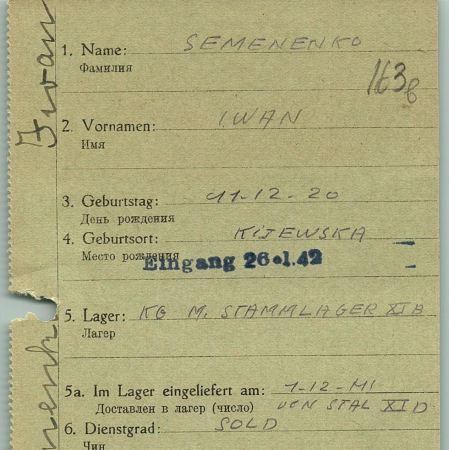 1. Name: SEMENENKO
Фамилия
163
2. Vornamen: IWAN
Имя
3. Geburtstag: 11-12-20
День рождения
4. Geburtsort: KIJEWSKA
Место рождения
Eingang 26.1.42
5. Lager: KG M. STAMMLAGER XI B
Лагер
5a. Im Lager eingeliefert am: 1-12-41
Доставлен в лагер (число) VON STAL XI D
6. Dienstgrad: SOLD
Чин
Iwan